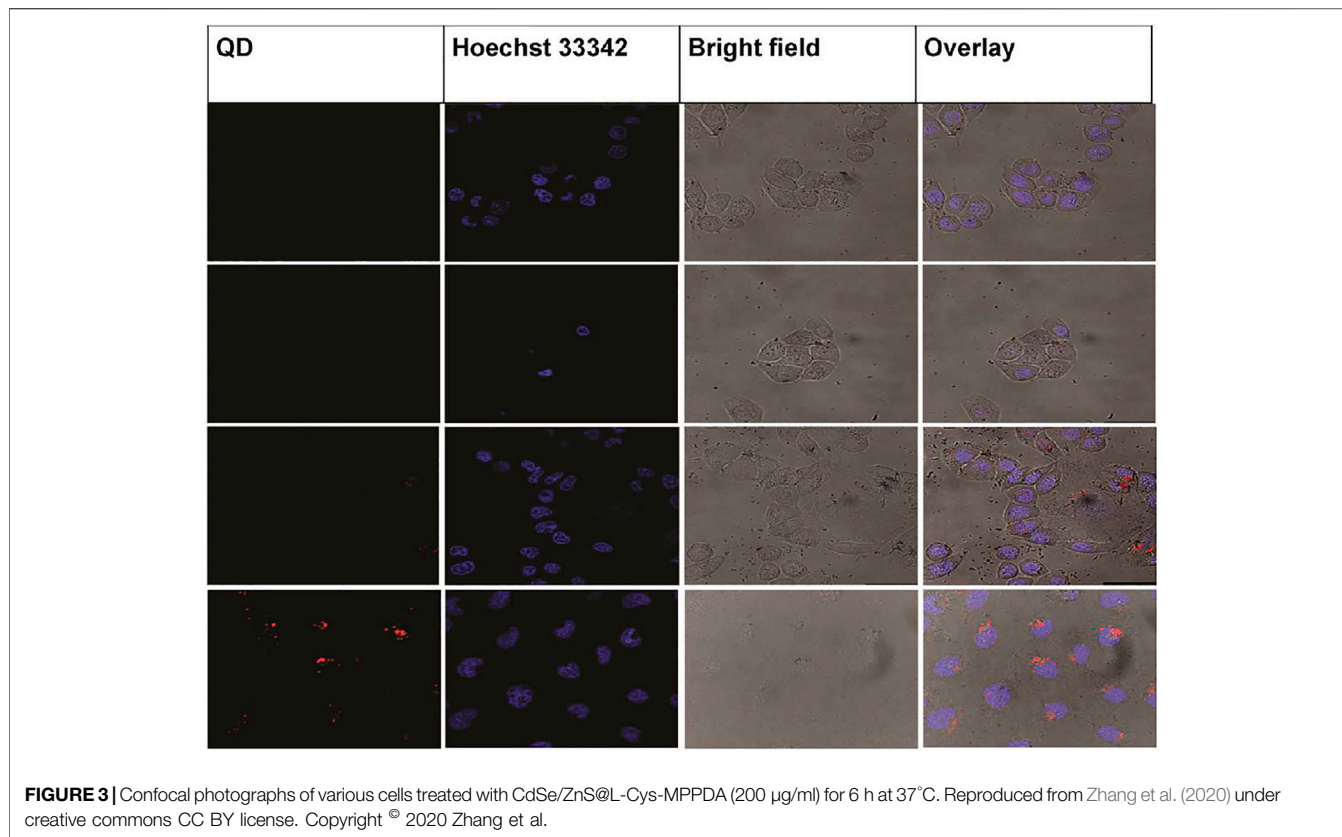 QD
Hoechst 33342
Bright field
Overlay
FIGURE 3 | Confocal photographs of various cells treated with CdSe/ZnS@L-Cys-MPPDA (200 µg/ml) for 6 h at 37°C. Reproduced from Zhang et al. (2020) under
creative commons CC BY license. Copyright © 2020 Zhang et al.